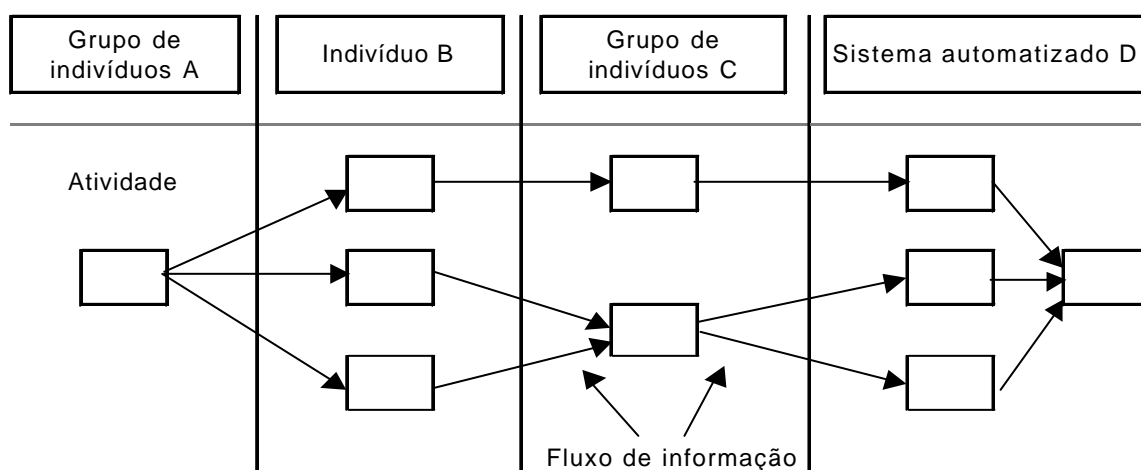 Grupo de
indivíduos A
Indivíduo B
Grupo de
indivíduos C
Sistema automatizado D
Atividade
Fluxo de informação